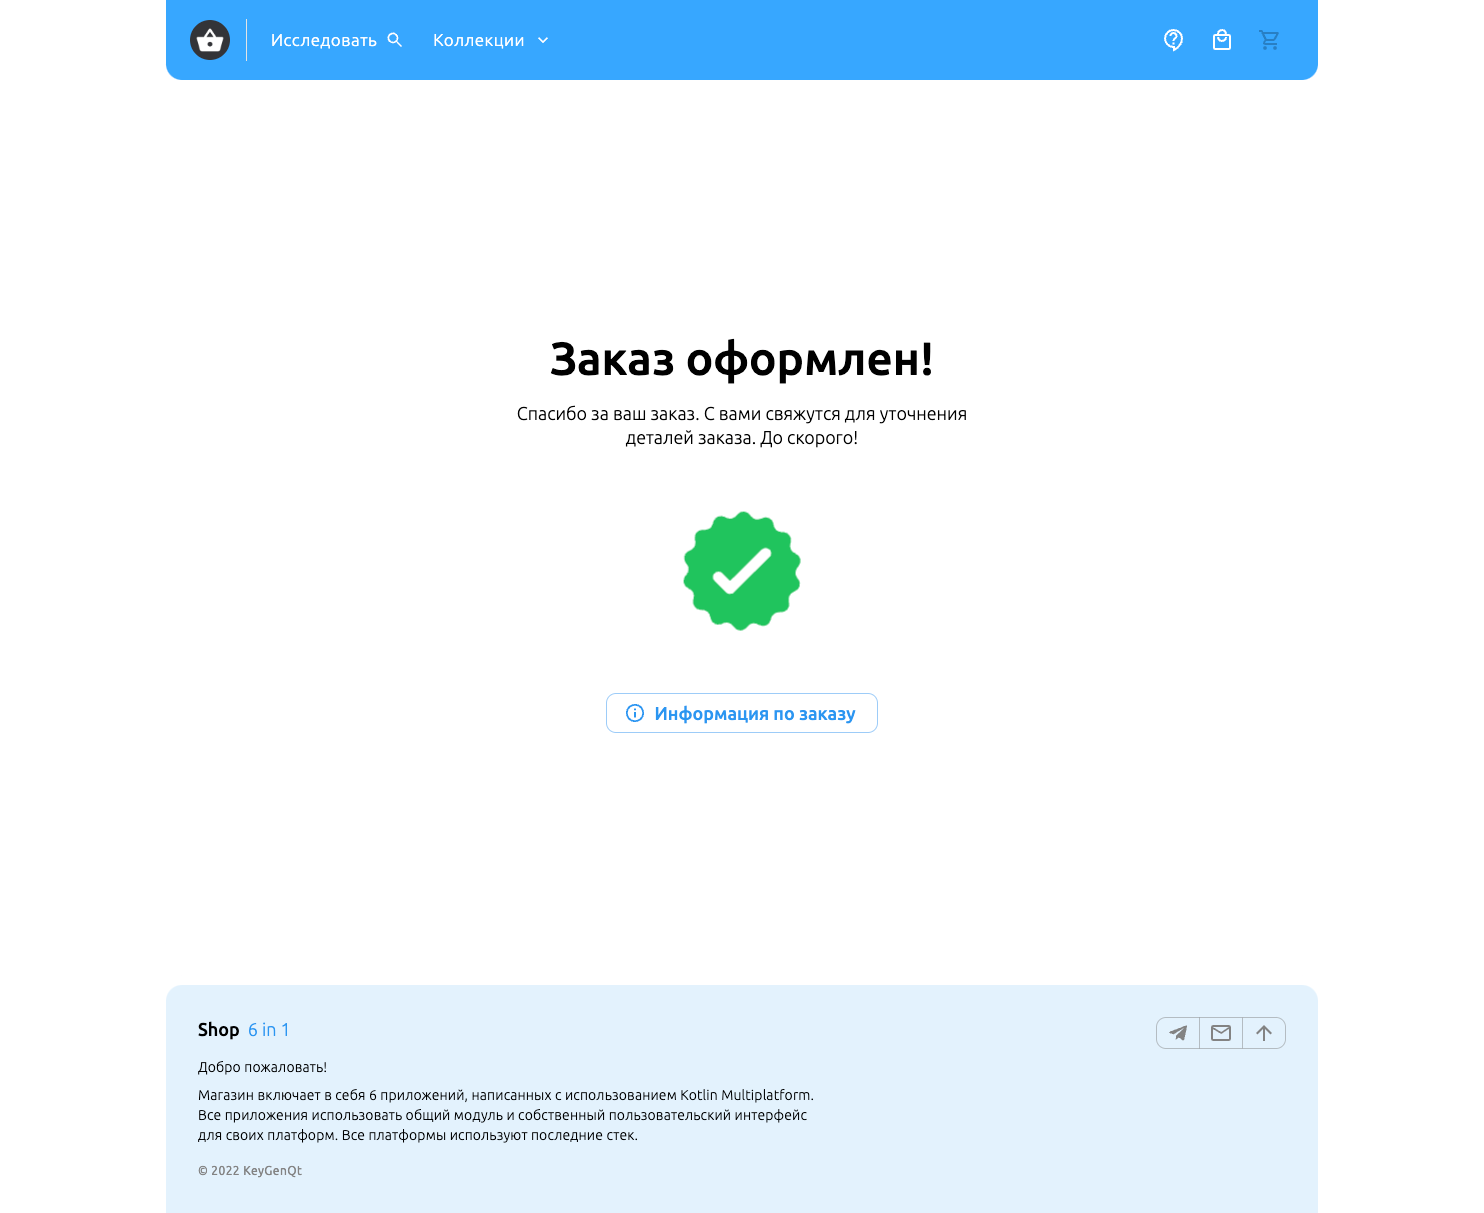 Исследовать
Коллекции
Заказ оформлен!
Спасибо за ваш заказ. С вами свяжутся для уточнения
деталей заказа. До скорого!
Информация по заказу
Shop 6 in 1
Добро пожаловать!
Магазин включает в себя 6 приложений, написанных с использованием Kotlin Multiplatform.
Все приложения использовать общий модуль и собственный пользовательский интерфейс
для своих платформ. Все платформы используют последние стек.
© 2022 KeyGenQt